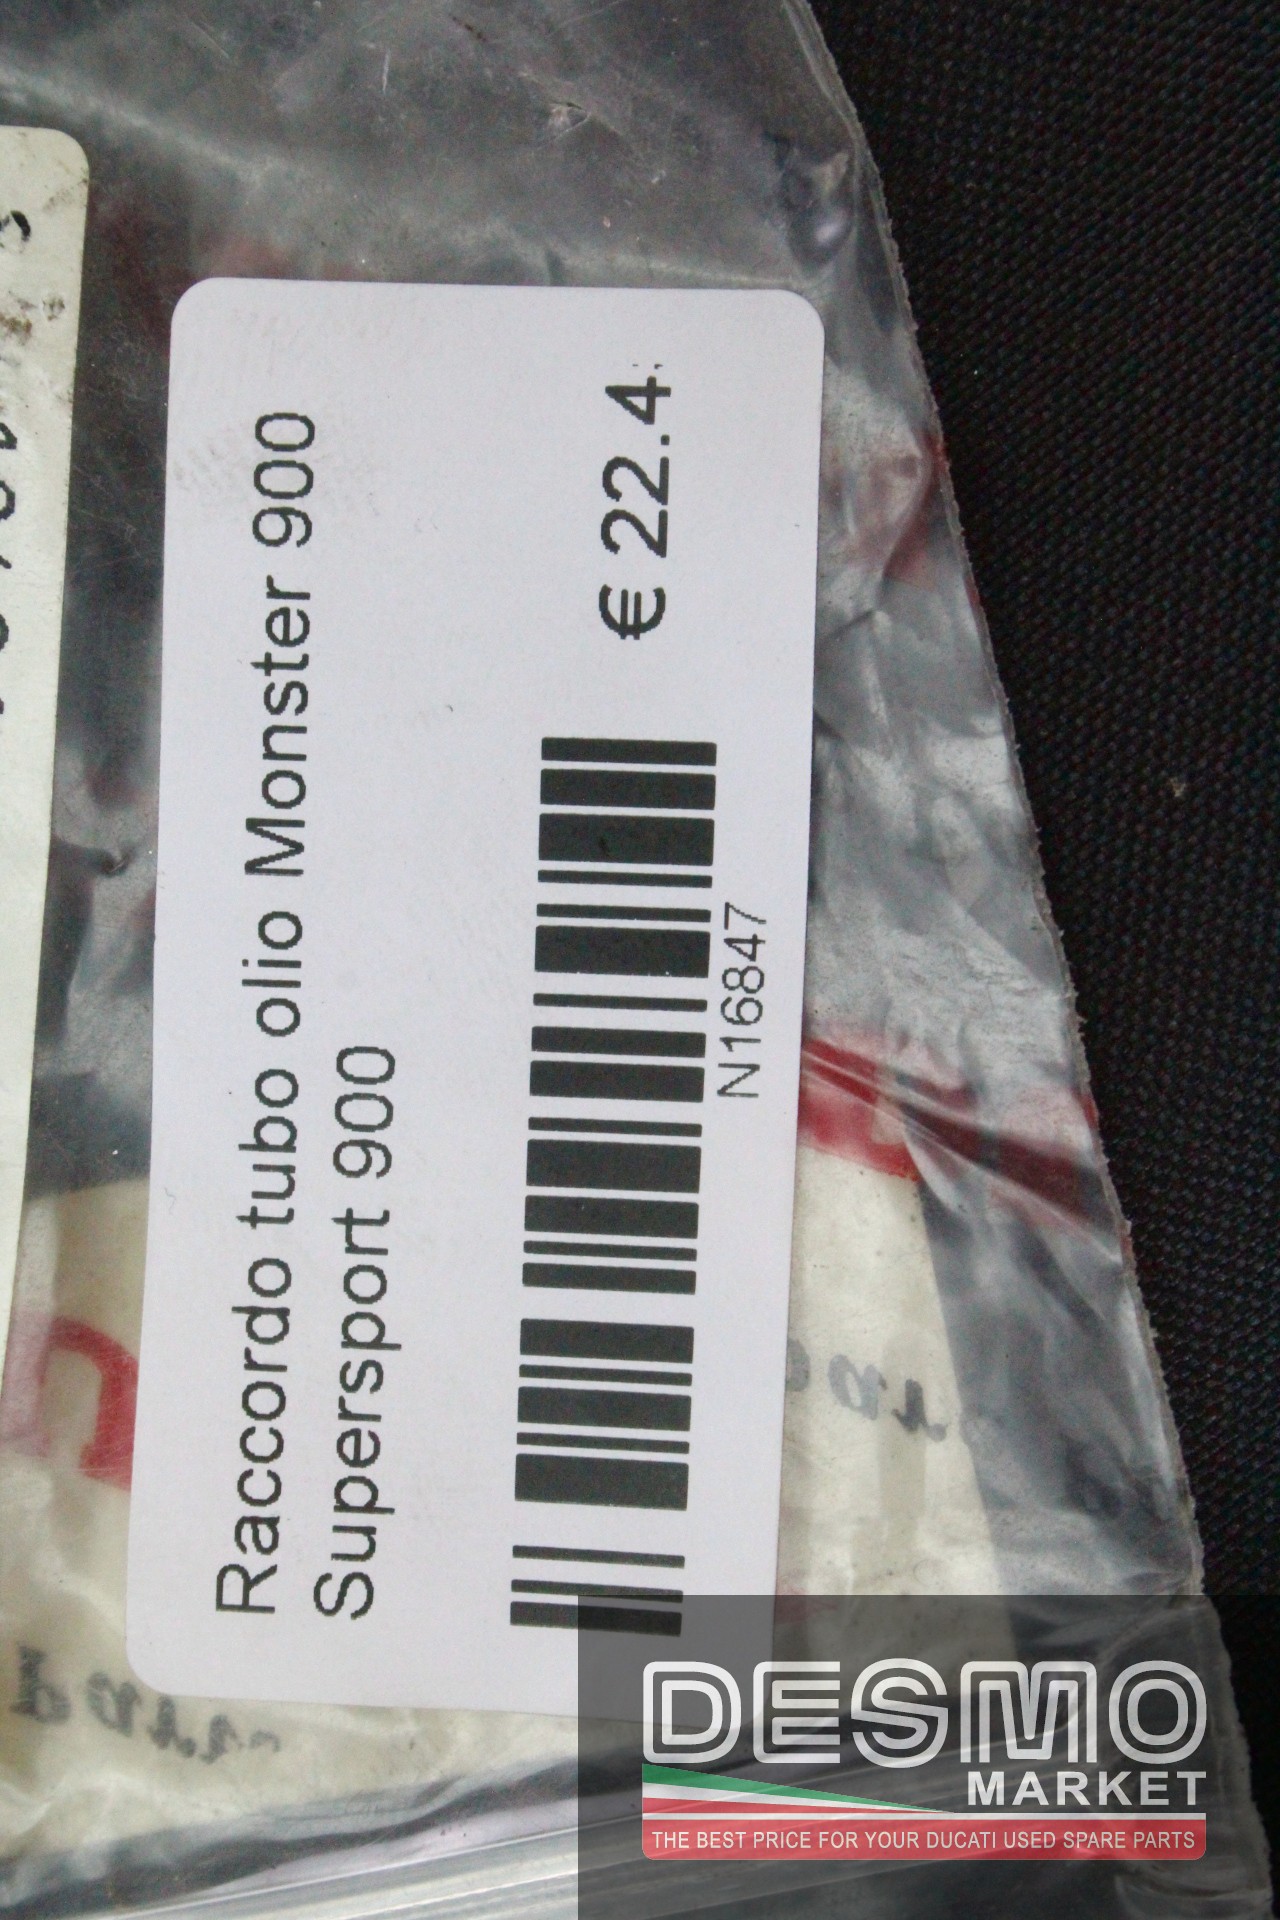 Raccordo tubo olio Monster 900
Supersport 900
€ 22.4
N16847
DESMO
MARKET
THE BEST PRICE FOR YOUR DUCATI USED SPARE PARTS